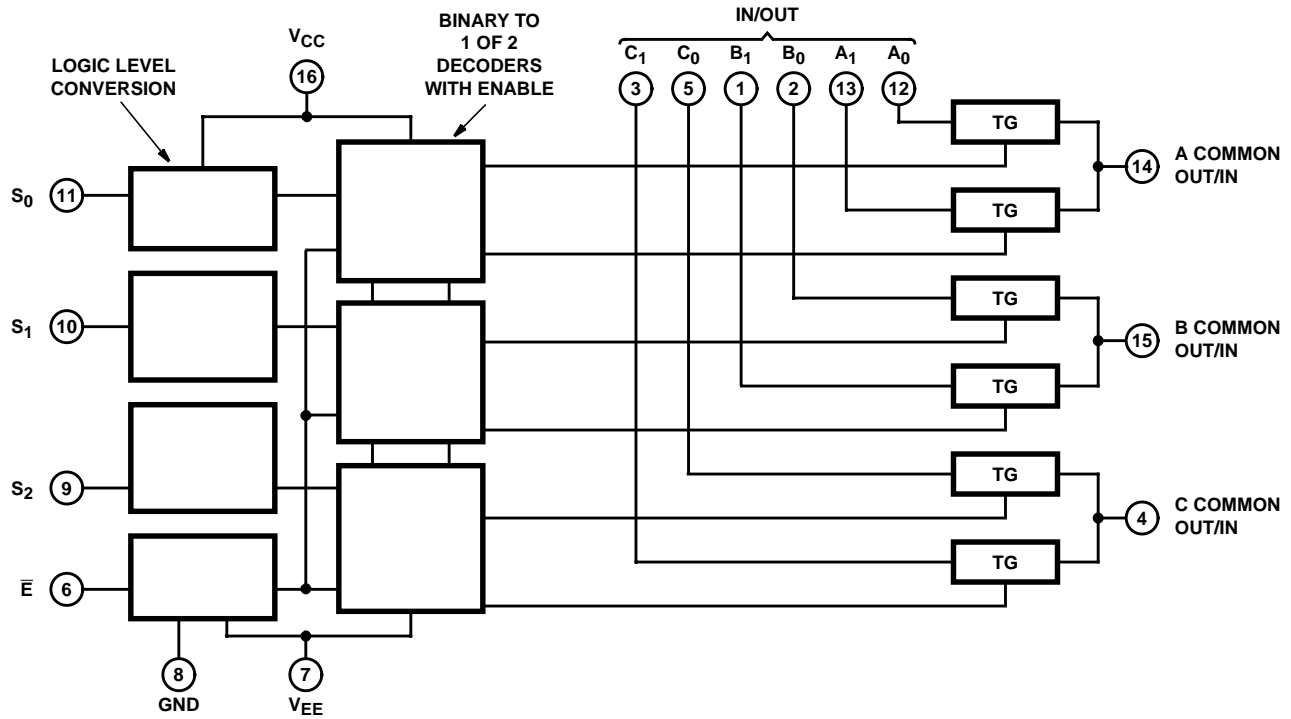 IN/OUT
BINARY TO
1 OF 2
DECODERS
WITH ENABLE
VCC
16
LOGIC LEVEL
CONVERSION
C1 C0 B1 B0 A1 A0
3 5 1 2 13 12
TG
A COMMON
OUT/IN
14
S0 11
TG
TG
S1 10
B COMMON
OUT/IN
15
TG
TG
S2 9
C COMMON
OUT/IN
4
TG
E̅ 6
8
GND
7
VEE